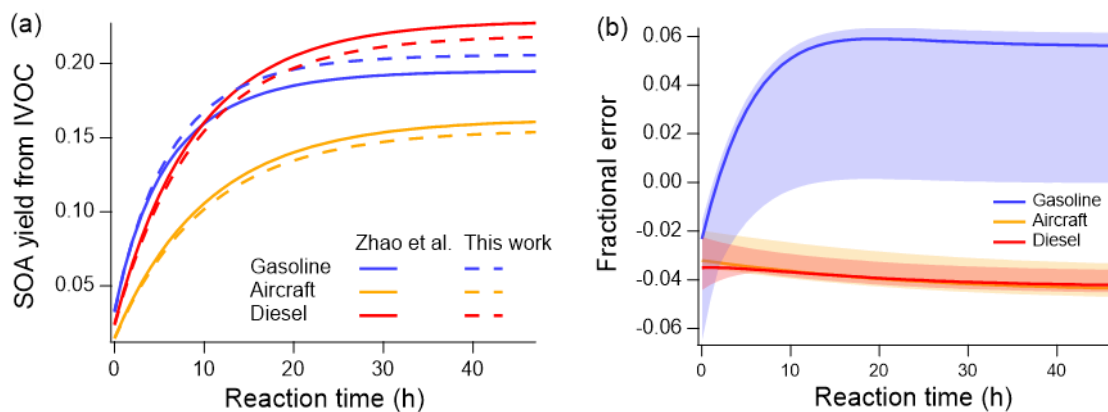 (a)
SOA yield from IVOC
0.20
0.15
0.10
0.05
0
10
20
30
40
Reaction time (h)
Zhao et al. This work
Gasoline
Aircraft
Diesel
(b)
Fractional error
0.06
0.04
0.02
0.00
-0.02
-0.04
-0.06
0
10
20
30
40
Reaction time (h)
Gasoline
Aircraft
Diesel